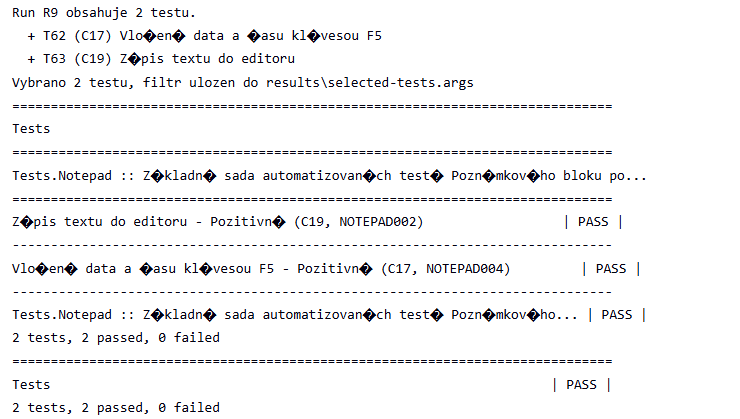 Run R9 obsahuje 2 testu.
+ T62 (C17) Vlo�en� data a �asu kl�vesou F5
+ T63 (C19) Z�pis textu do editoru
Vybrano 2 testu, filtr ulozen do results\selected-tests.args
==============================================================================
Tests
==============================================================================
Tests.Notepad :: Z�kladn� sada automatizovan�ch test� Pozn�mkov�ho bloku po...
==============================================================================
Z�pis textu do editoru - Pozitivn� (C19, NOTEPAD002) | PASS |
------------------------------------------------------------------------------
Vlo�en� data a �asu kl�vesou F5 - Pozitivn� (C17, NOTEPAD004) | PASS |
------------------------------------------------------------------------------
Tests.Notepad :: Z�kladn� sada automatizovan�ch test� Pozn�mkov�ho... | PASS |
2 tests, 2 passed, 0 failed
==============================================================================
Tests | PASS |
2 tests, 2 passed, 0 failed